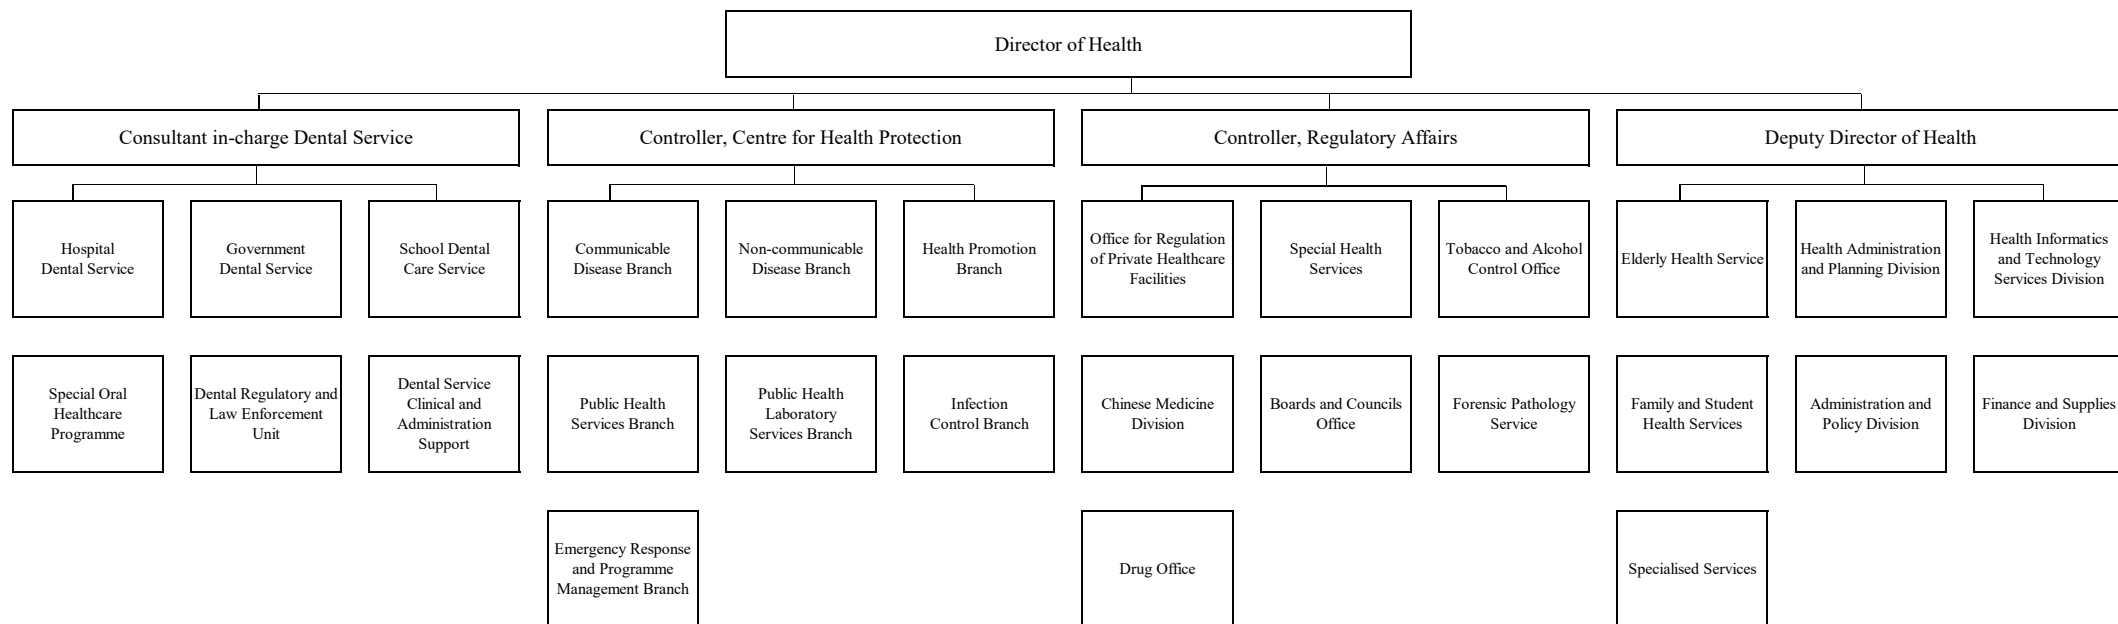 Director of Health
Consultant in-charge Dental Service
Controller, Centre for Health Protection
Controller, Regulatory Affairs
Deputy Director of Health
Hospital
Dental Service
Government
Dental Service
School Dental
Care Service
Communicable
Disease Branch
Non-communicable
Disease Branch
Health Promotion
Branch
Office for Regulation
of Private Healthcare
Facilities
Special Health
Services
Tobacco and Alcohol
Control Office
Elderly Health Service
Health Administration
and Planning Division
Health Informatics
and Technology
Services Division
Special Oral
Healthcare
Programme
Dental Regulatory and
Law Enforcement
Unit
Dental Service
Clinical and
Administration
Support
Public Health
Services Branch
Public Health
Laboratory
Services Branch
Infection
Control Branch
Chinese Medicine
Division
Boards and Councils
Office
Forensic Pathology
Service
Family and Student
Health Services
Administration and
Policy Division
Finance and Supplies
Division
Emergency Response
and Programme
Management Branch
Drug Office
Specialised Services